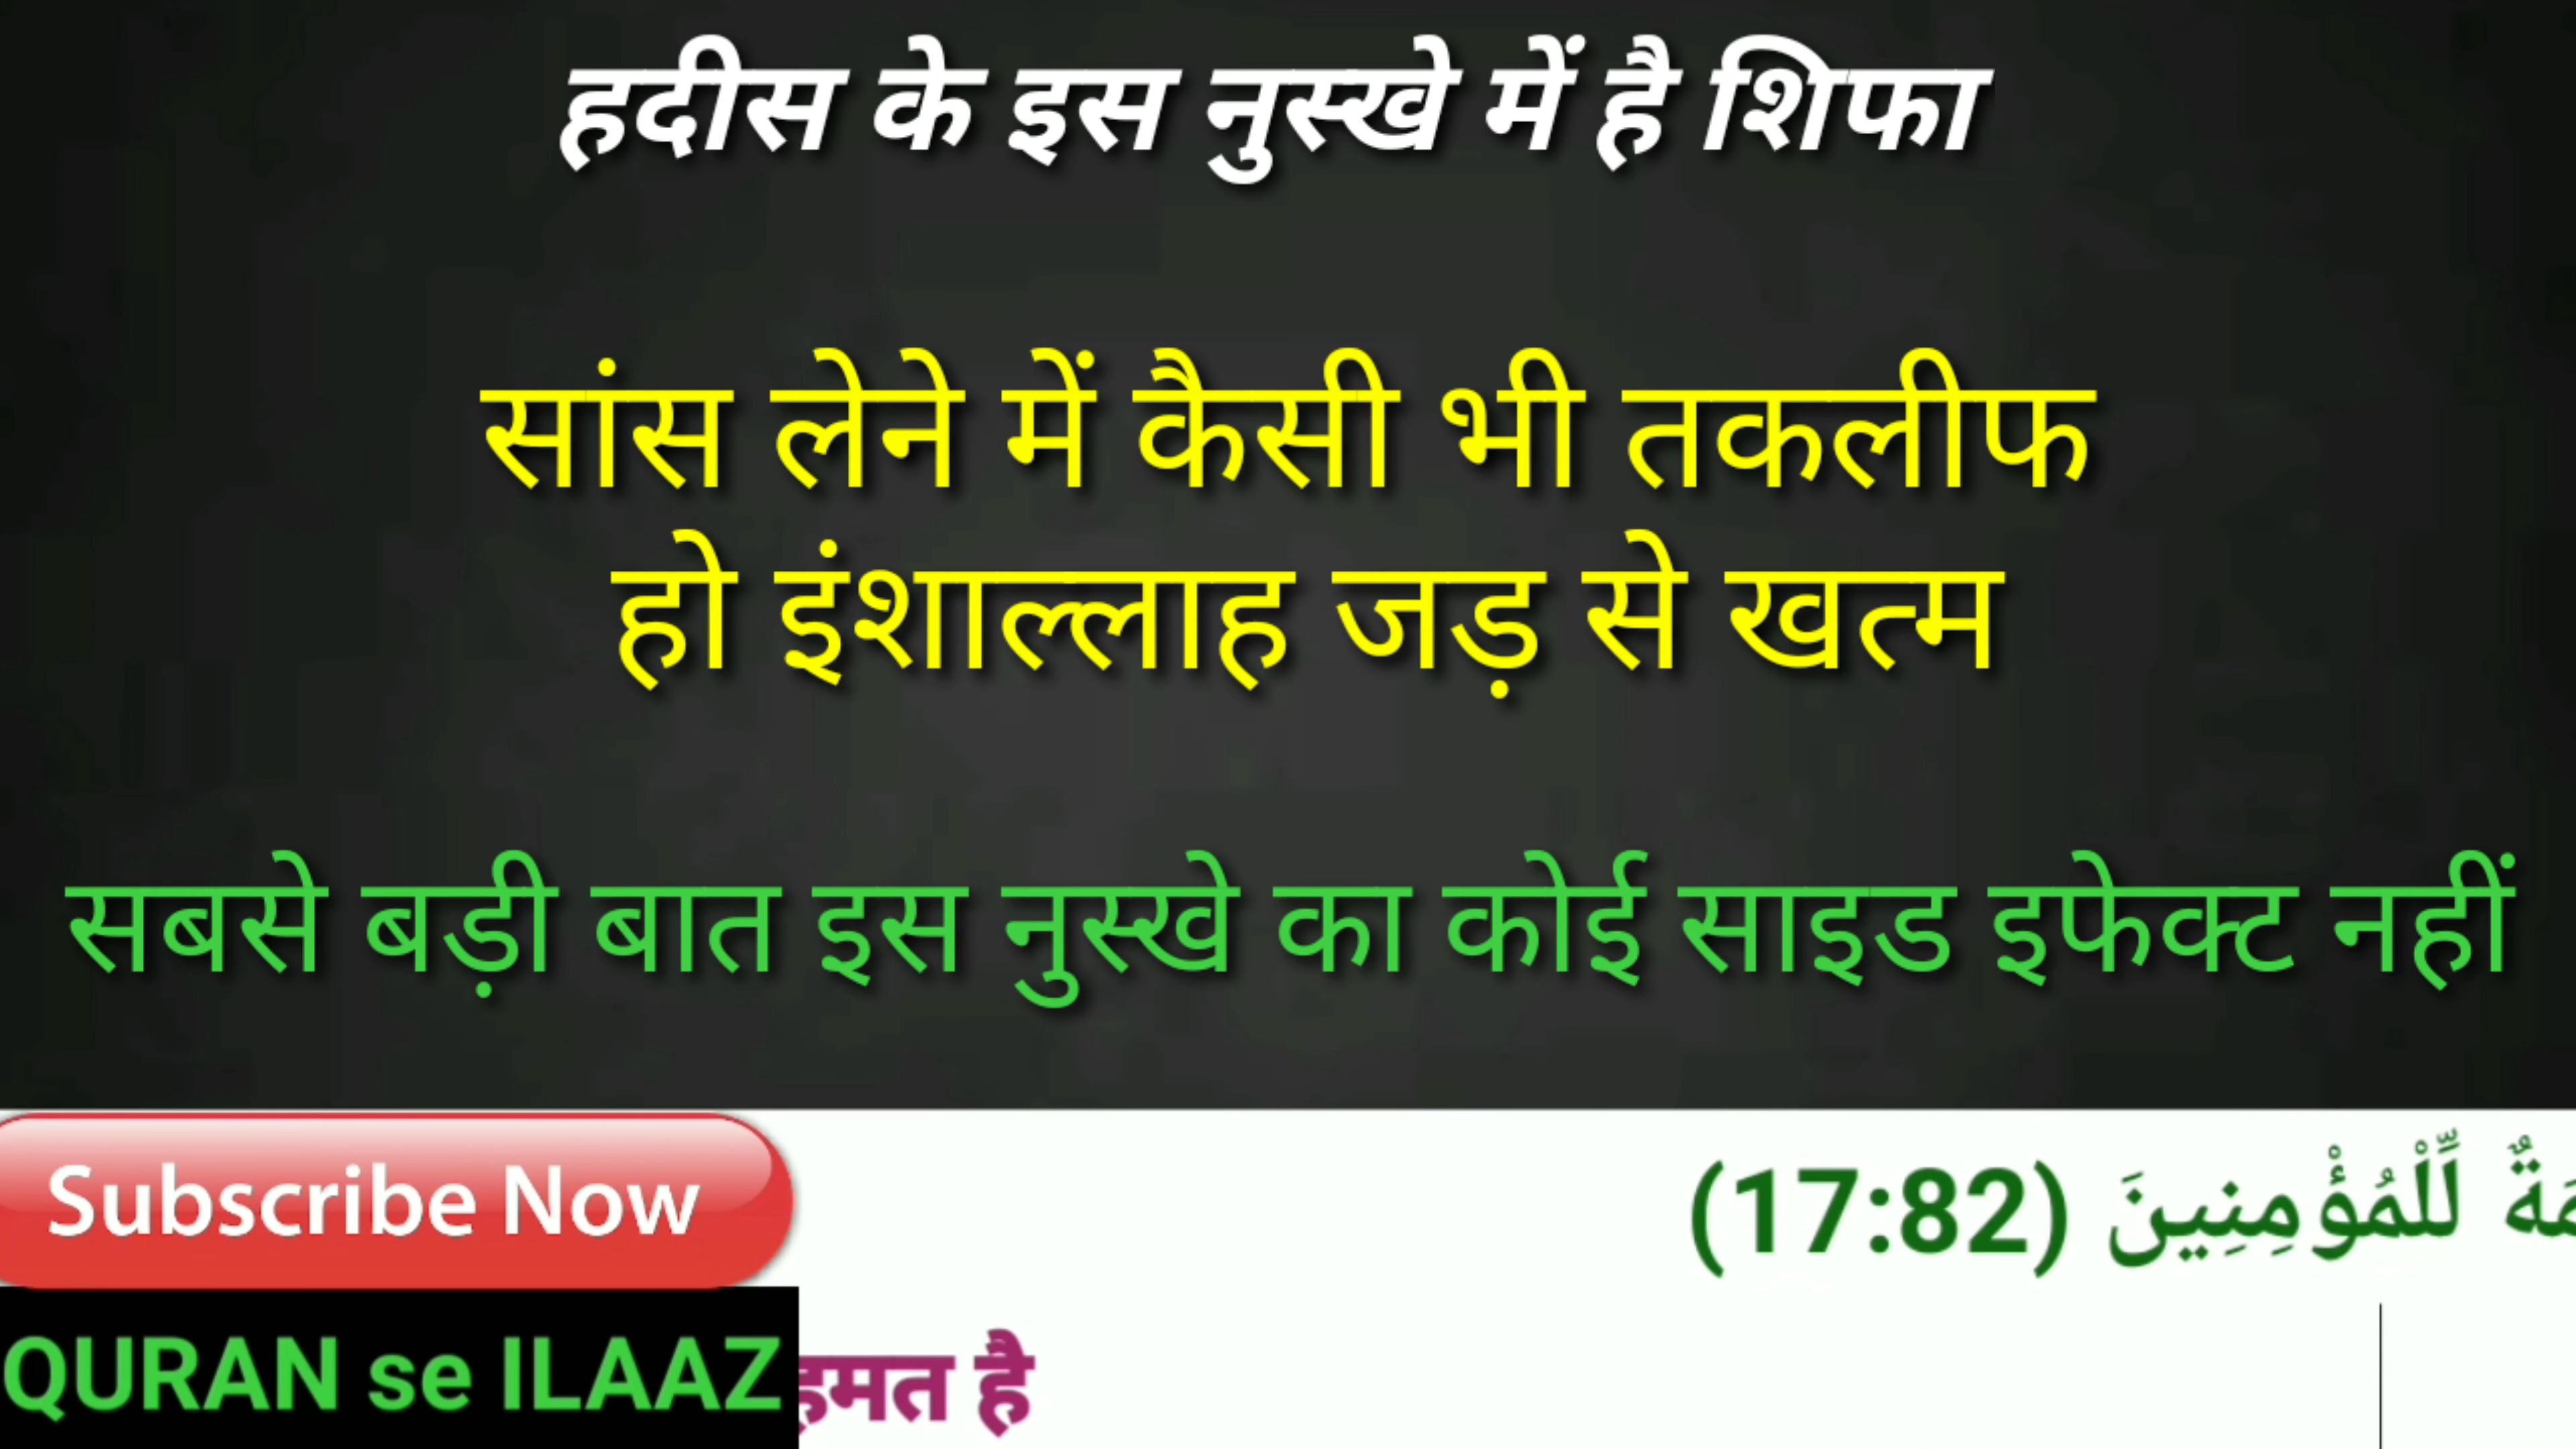 हदीस के इस नुस्खे में है शिफा
सांस लेने में कैसी भी तकलीफ
हो इंशाल्लाह जड़ से खत्म
सबसे बड़ी बात इस नुस्खे का कोई साइड इफेक्ट नहीं
Subscribe Now
لِّلْمُؤْمِنِينَ (17:82)
QURAN se ILAAZ
है